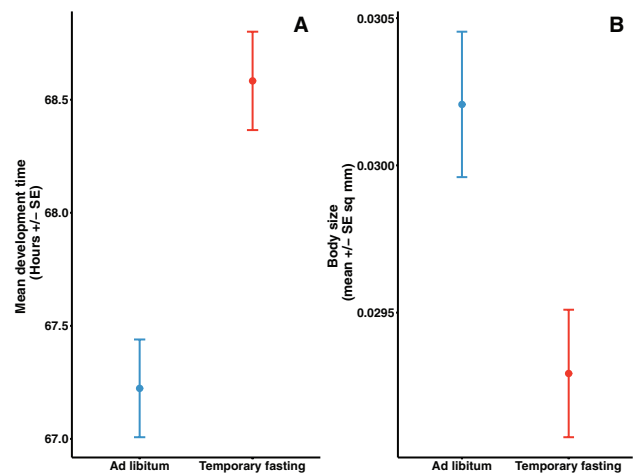 A
Mean development time
(Hours +/− SE)
68.5
68.0
67.5
67.0
Ad libitum
Temporary fasting
B
Body size
(mean +/− SE sq mm)
0.0305
0.0300
0.0295
Ad libitum
Temporary fasting